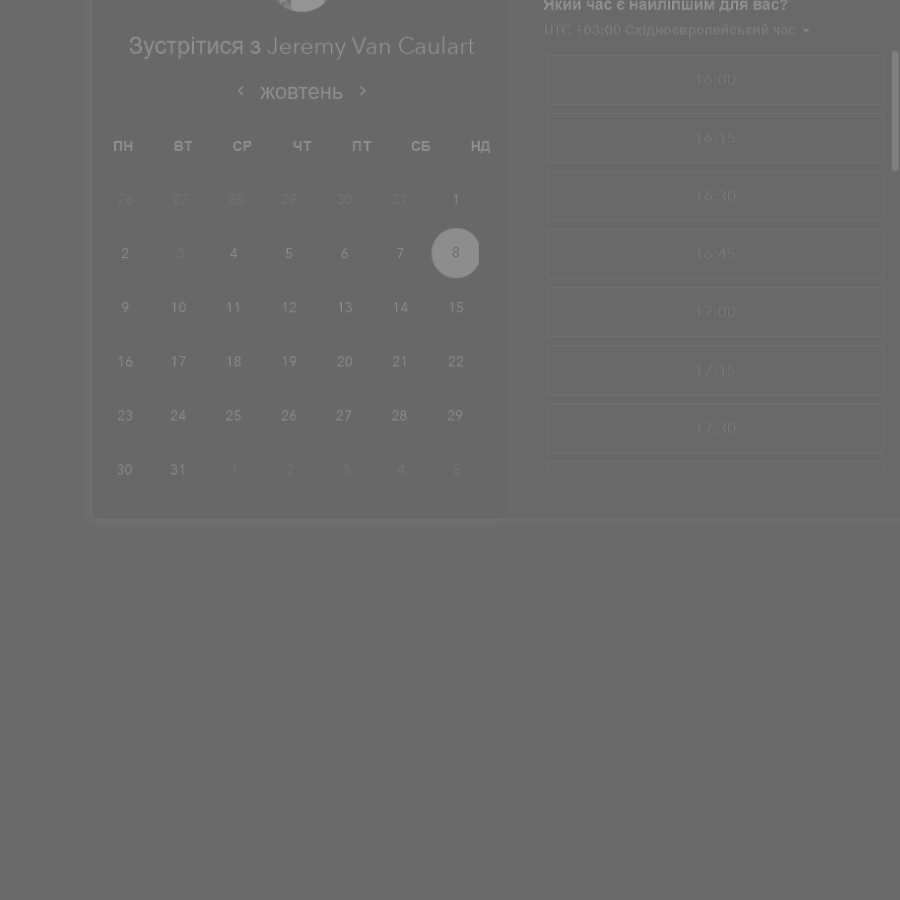 Зустрітися з Jeremy Van Caulart
жовтень
ПН ВТ СР ЧТ ПТ СБ НД
26 27 28 29 30 31 1
2 3 4 5 6 7 8
9 10 11 12 13 14 15
16 17 18 19 20 21 22
23 24 25 26 27 28 29
30 31 1 2 3 4 5
Який час є найліпшим для вас?
UTC +03:00 Східноєвропейський час
16:00
16:15
16:30
16:45
17:00
17:15
17:30